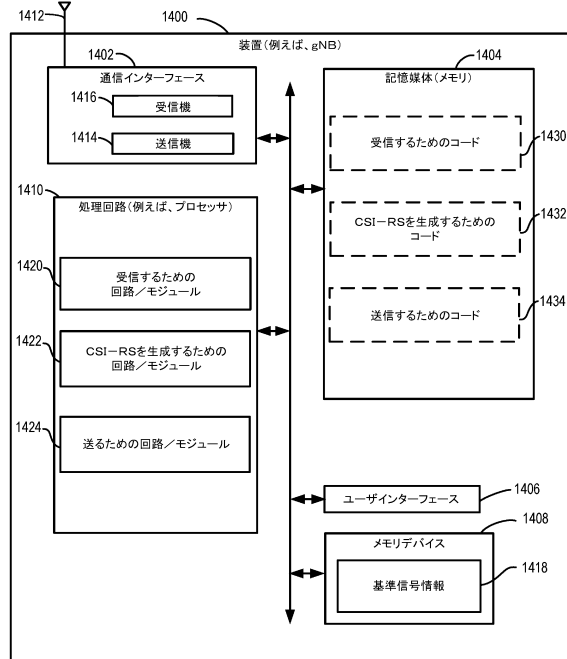 1412
1400
装置(例えば、gNB)
1402
通信インターフェース
1416
受信機
1414
送信機
1404
記憶媒体(メモリ)
受信するためのコード
1430
CSI-RSを生成するための
コード
1432
送信するためのコード
1434
1410
処理回路(例えば、プロセッサ)
1420
受信するための
回路/モジュール
1422
CSI-RSを生成するための
回路/モジュール
1424
送るための回路/モジュール
ユーザインターフェース
1406
1408
メモリデバイス
基準信号情報
1418